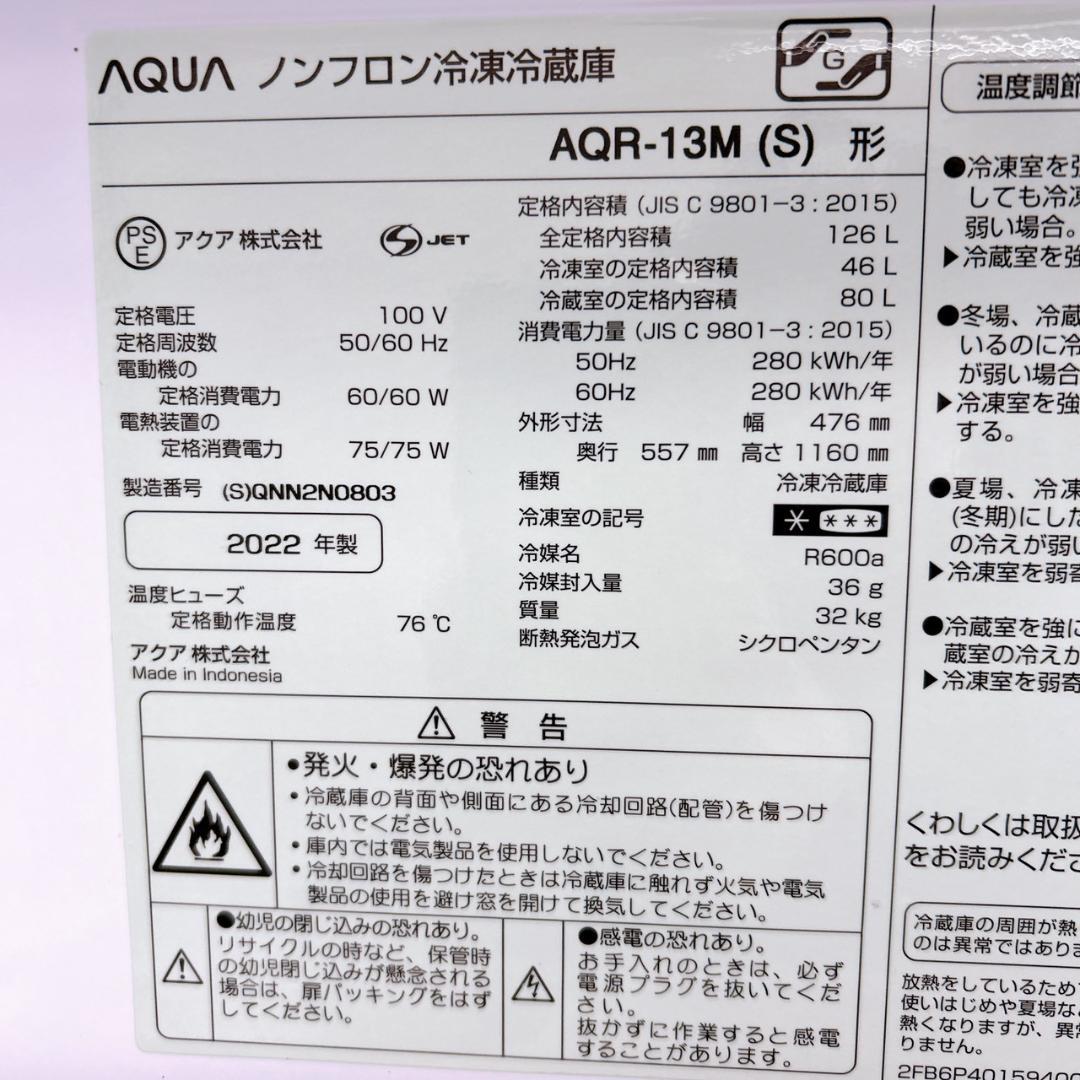 AQUA ノンフロン冷凍冷蔵庫
G
AQR-13M (S) 形
PS
E
アクア 株式会社
S JET
定格電圧 100 V
定格周波数 50/60 Hz
電動機の
定格消費電力 60/60 W
電熱装置の
定格消費電力 75/75 W
製造番号 (S)QNN2N0803
2022 年製
温度ヒューズ
定格動作温度 76 ℃
アクア 株式会社
Made in Indonesia
定格内容積 (JIS C 9801-3 : 2015)
全定格内容積 126 L
冷凍室の定格内容積 46 L
冷蔵室の定格内容積 80 L
消費電力量 (JIS C 9801-3 : 2015)
50Hz 280 kWh/年
60Hz 280 kWh/年
外形寸法 幅 476 ㎜
奥行 557 ㎜ 高さ 1160 ㎜
種類 冷凍冷蔵庫
冷凍室の記号
冷媒名 R600a
冷媒封入量 36 g
質量 32 kg
断熱発泡ガス シクロペンタン
警 告
●発火・爆発の恐れあり
・冷蔵庫の背面や側面にある冷却回路(配管)を傷つけ
ないでください。
・庫内では電気製品を使用しないでください。
・冷却回路を傷つけたときは冷蔵庫に触れず火気や電気
製品の使用を避け窓を開けて換気してください。
●幼児の閉じ込みの恐れあり。
リサイクルの時など、保管時
の幼児閉じ込みが懸念される
場合は、扉パッキングをはず
してください。
●感電の恐れあり。
お手入れのときは、必ず
電源プラグを抜いてくだ
さい。
抜かずに作業すると感電
することがあります。
温度調節
●冷凍室を強
しても冷凍
弱い場合。
▶冷蔵室を強
●冬場、冷蔵
いるのに冷
が弱い場合
▶冷凍室を強
する。
●夏場、冷凍
(冬期)にした
の冷えが弱い
▶冷凍室を弱寄
●冷蔵室を強に
蔵室の冷えが
▶冷凍室を弱寄
くわしくは取扱
をお読みくださ
冷蔵庫の周囲が熱
のは異常ではありま
放熱をしているため
使いはじめや夏場な
熱くなりますが、異常
りません。
2FB6P40159400